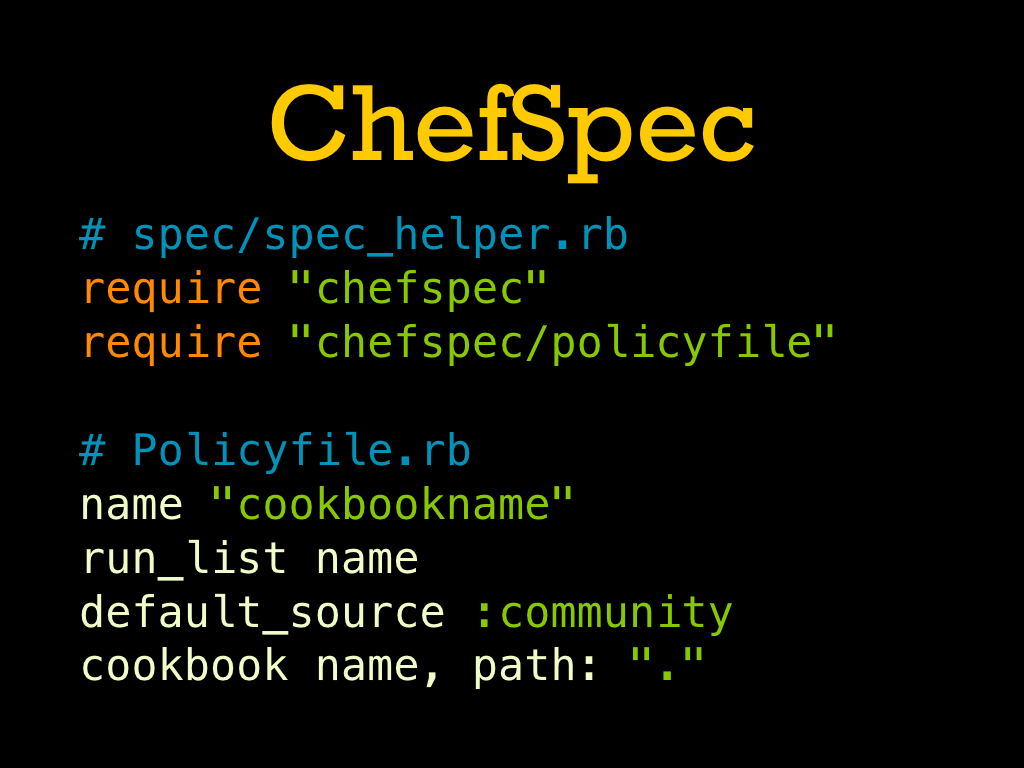 ChefSpec
# spec/spec_helper.rb
require "chefspec"
require "chefspec/policyfile"
# Policyfile.rb
name "cookbookname"
run_list name
default_source :community
cookbook name, path: "."